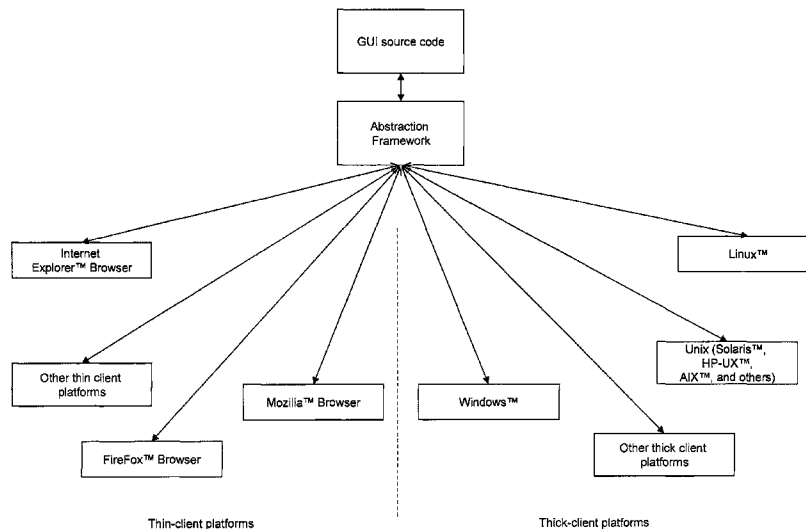 GUI source code
Abstraction
Framework
Internet
Explorer™ Browser
Linux™
Other thin client
platforms
Unix (Solaris™,
HP-UX™,
AIX™, and others)
Mozilla™ Browser
Windows™
FireFox™ Browser
Other thick client
platforms
Thin-client platforms
Thick-client platforms